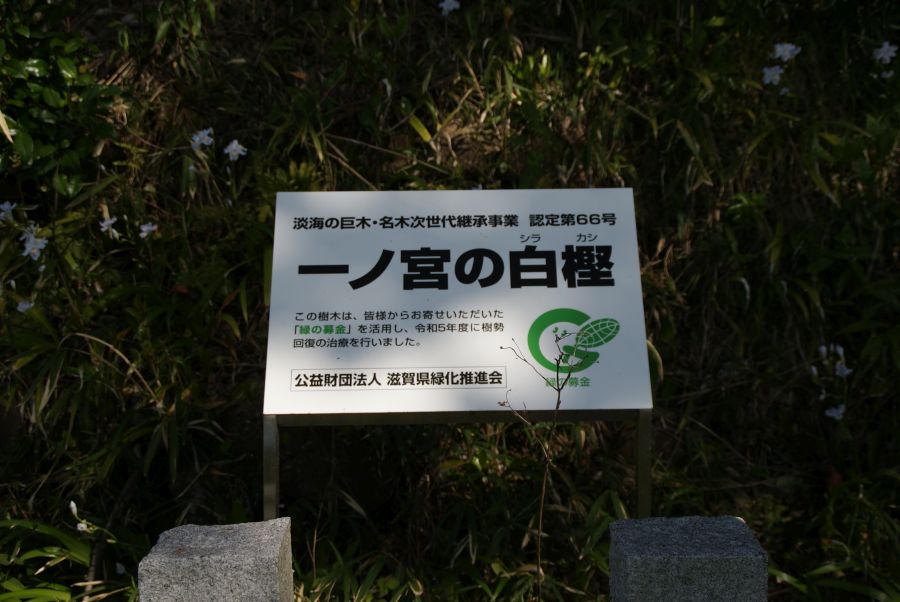 淡海の巨木・名木次世代継承事業 認定第66号
シラ カシ
一ノ宮の白樫
この樹木は、皆様からお寄せいただいた
「緑の募金」を活用し、令和5年度に樹勢
回復の治療を行いました。
緑の募金
公益財団法人 滋賀県緑化推進会